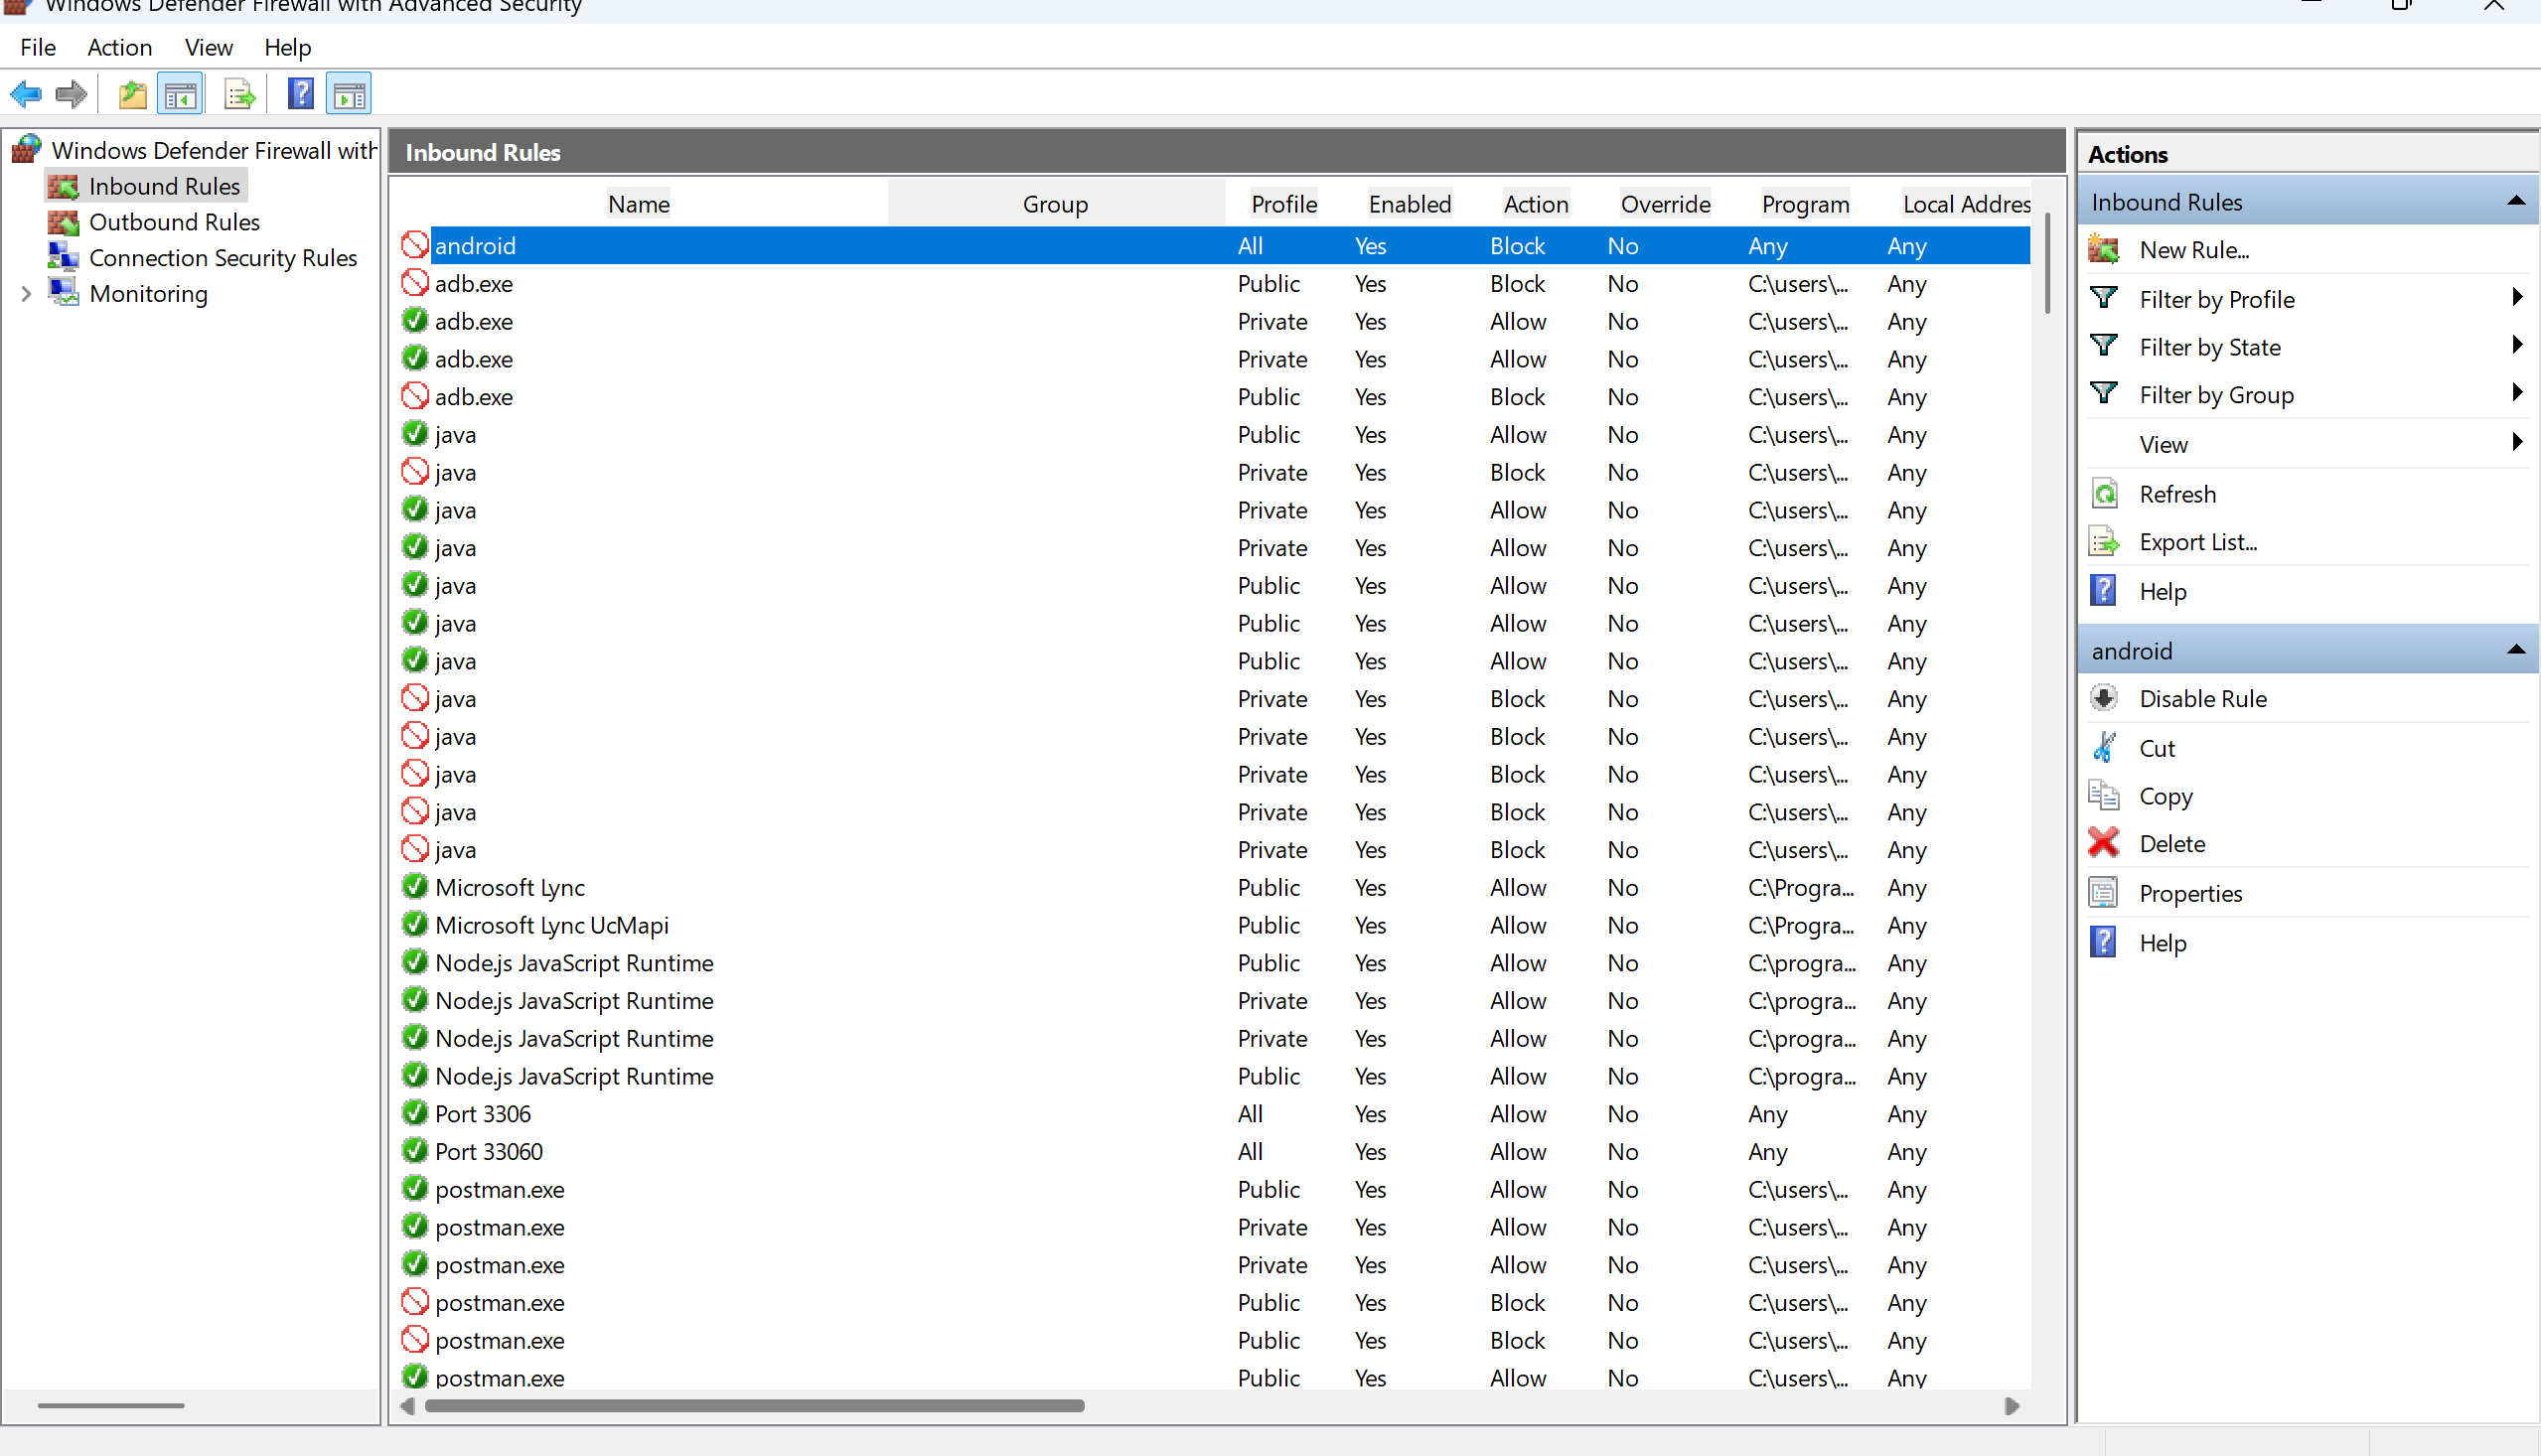 Windows Defender Firewall with Advanced Security
File Action View Help
Windows Defender Firewall with
Inbound Rules
Outbound Rules
Connection Security Rules
Monitoring
Inbound Rules
Name Group Profile Enabled Action Override Program Local Addres
android All Yes Block No Any Any
adb.exe Public Yes Block No C:\users\... Any
adb.exe Private Yes Allow No C:\users\... Any
adb.exe Private Yes Allow No C:\users\... Any
adb.exe Public Yes Block No C:\users\... Any
java Public Yes Allow No C:\users\... Any
java Private Yes Block No C:\users\... Any
java Private Yes Allow No C:\users\... Any
java Private Yes Allow No C:\users\... Any
java Public Yes Allow No C:\users\... Any
java Public Yes Allow No C:\users\... Any
java Public Yes Allow No C:\users\... Any
java Private Yes Block No C:\users\... Any
java Private Yes Block No C:\users\... Any
java Private Yes Block No C:\users\... Any
java Private Yes Block No C:\users\... Any
java Private Yes Block No C:\users\... Any
Microsoft Lync Public Yes Allow No C:\Progra... Any
Microsoft Lync UcMapi Public Yes Allow No C:\Progra... Any
Node.js JavaScript Runtime Public Yes Allow No C:\progra... Any
Node.js JavaScript Runtime Private Yes Allow No C:\progra... Any
Node.js JavaScript Runtime Private Yes Allow No C:\progra... Any
Node.js JavaScript Runtime Public Yes Allow No C:\progra... Any
Port 3306 All Yes Allow No Any Any
Port 33060 All Yes Allow No Any Any
postman.exe Public Yes Allow No C:\users\... Any
postman.exe Private Yes Allow No C:\users\... Any
postman.exe Private Yes Allow No C:\users\... Any
postman.exe Public Yes Block No C:\users\... Any
postman.exe Public Yes Block No C:\users\... Any
postman.exe Public Yes Allow No C:\users\... Any
Actions
Inbound Rules
New Rule...
Filter by Profile
Filter by State
Filter by Group
View
Refresh
Export List...
Help
android
Disable Rule
Cut
Copy
Delete
Properties
Help